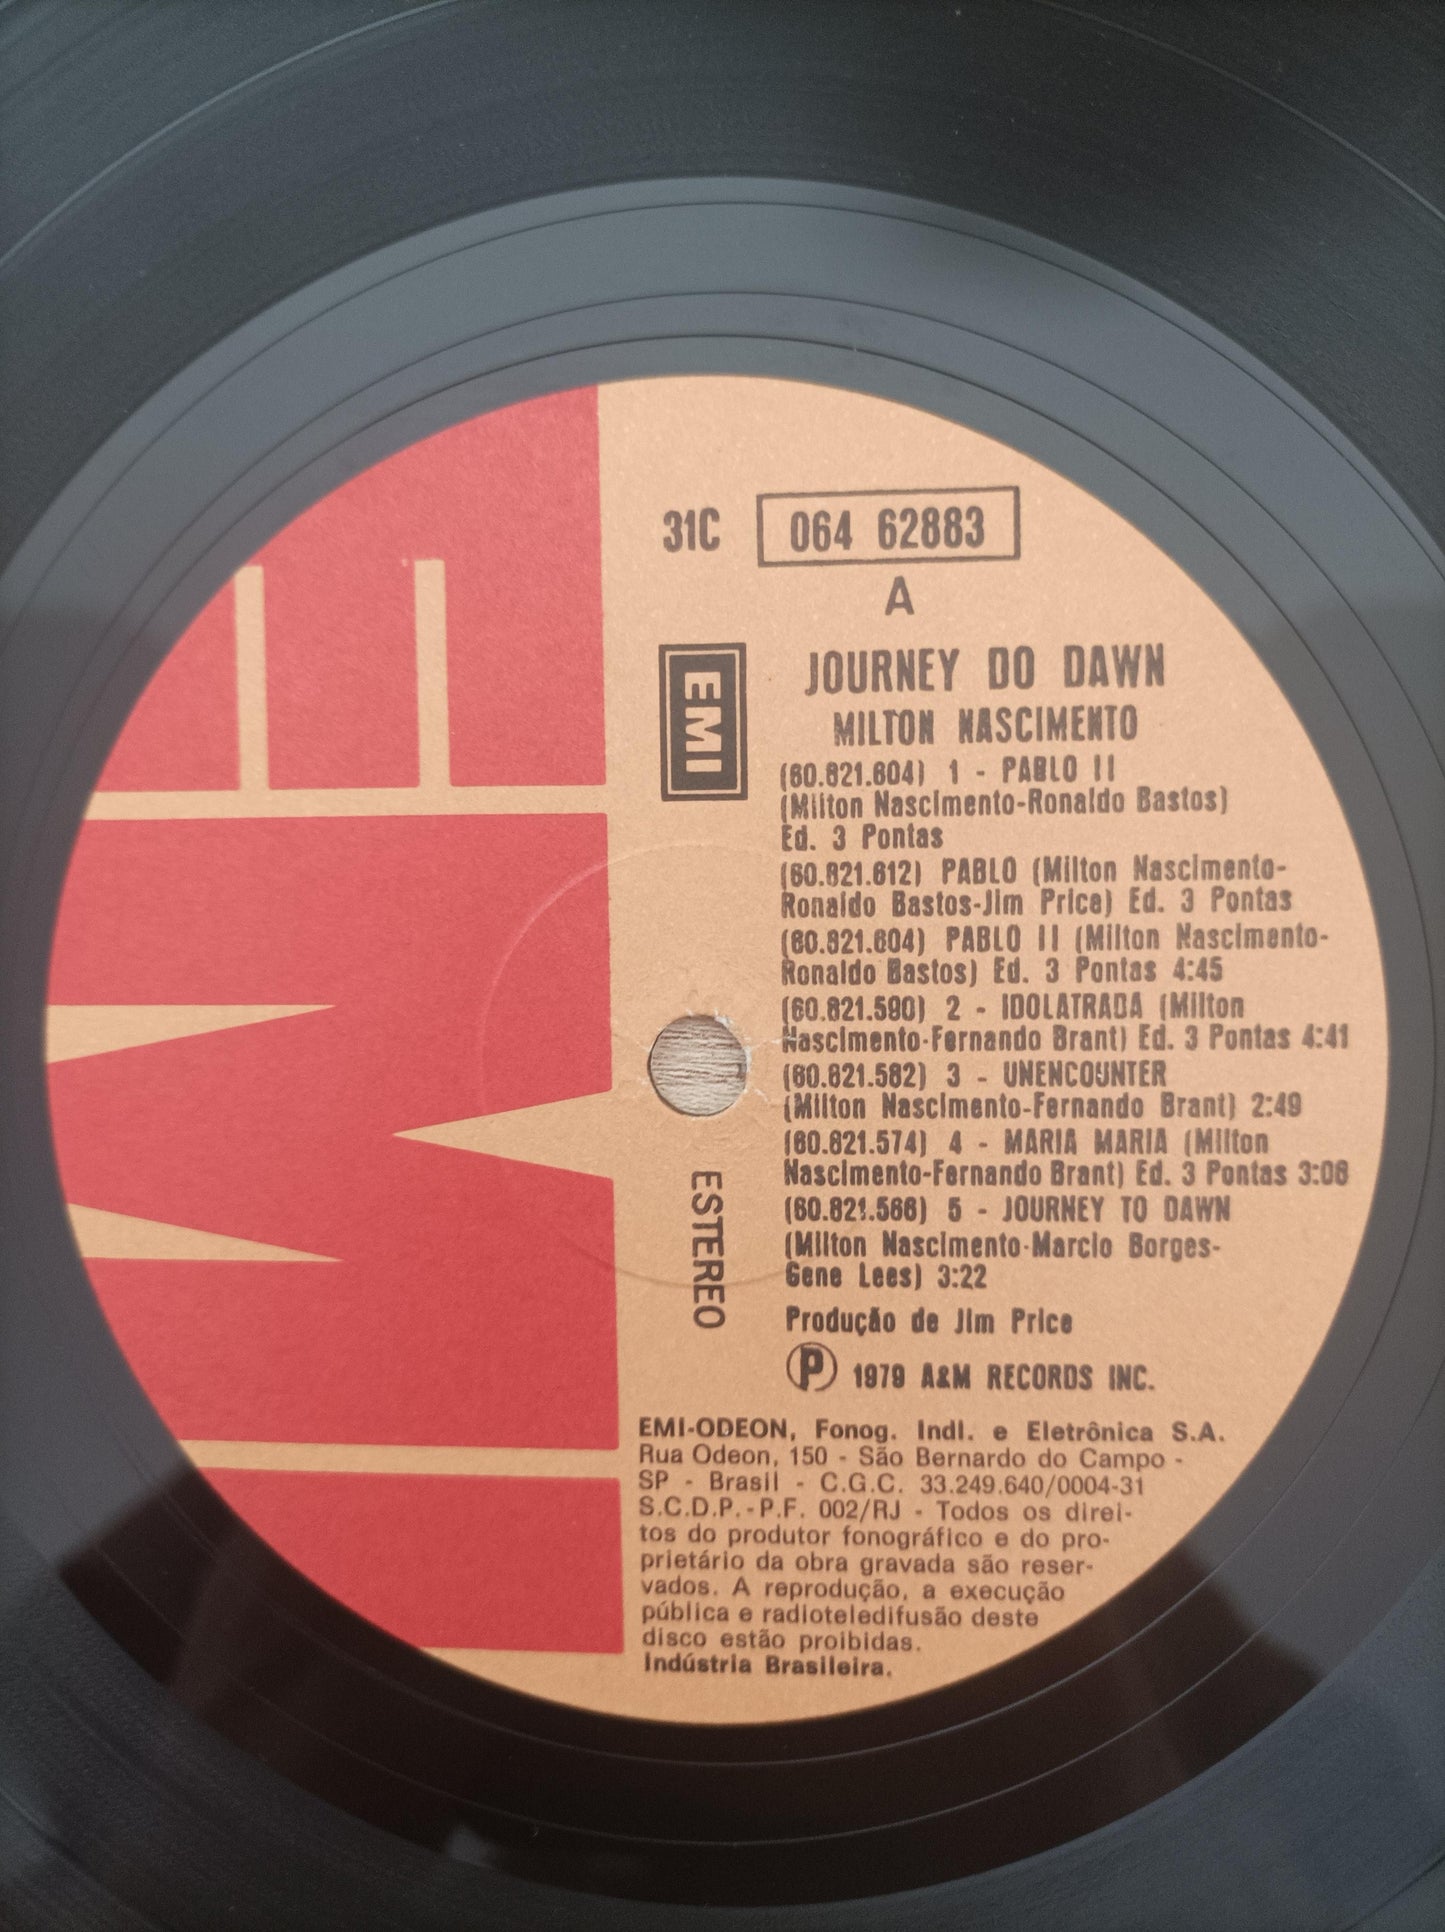 31C 064 62883
A
EMI
JOURNEY DO DAWN
MILTON NASCIMENTO
(60.821.604) 1 - PABLO II
(Milton Nascimento-Ronaldo Bastos)
Ed. 3 Pontas
(60.821.612) PABLO (Milton Nascimento-
Ronaldo Bastos-Jim Price) Ed. 3 Pontas
(60.821.604) PABLO II (Milton Nascimento-
Ronaldo Bastos) Ed. 3 Pontas 4:45
(60.821.590) 2 - IDOLATRADA (Milton
Nascimento-Fernando Brant) Ed. 3 Pontas 4:41
(60.821.582) 3 - UNENCOUNTER
(Milton Nascimento-Fernando Brant) 2:49
(60.821.574) 4 - MARIA MARIA (Milton
Nascimento-Fernando Brant) Ed. 3 Pontas 3:06
(60.821.566) 5 - JOURNEY TO DAWN
(Milton Nascimento-Marcio Borges-
Gene Lees) 3:22
ESTEREO
Produção de Jim Price
Ⓟ 1979 A&M RECORDS INC.
EMI-ODEON, Fonog. Indl. e Eletrônica S.A.
Rua Odeon, 150 - São Bernardo do Campo -
SP - Brasil - C.G.C. 33.249.640/0004-31
S.C.D.P.-P.F. 002/RJ - Todos os direi-
tos do produtor fonográfico e do pro-
prietário da obra gravada são reser-
vados. A reprodução, a execução
pública e radioteledifusão deste
disco estão proibidas.
Indústria Brasileira.